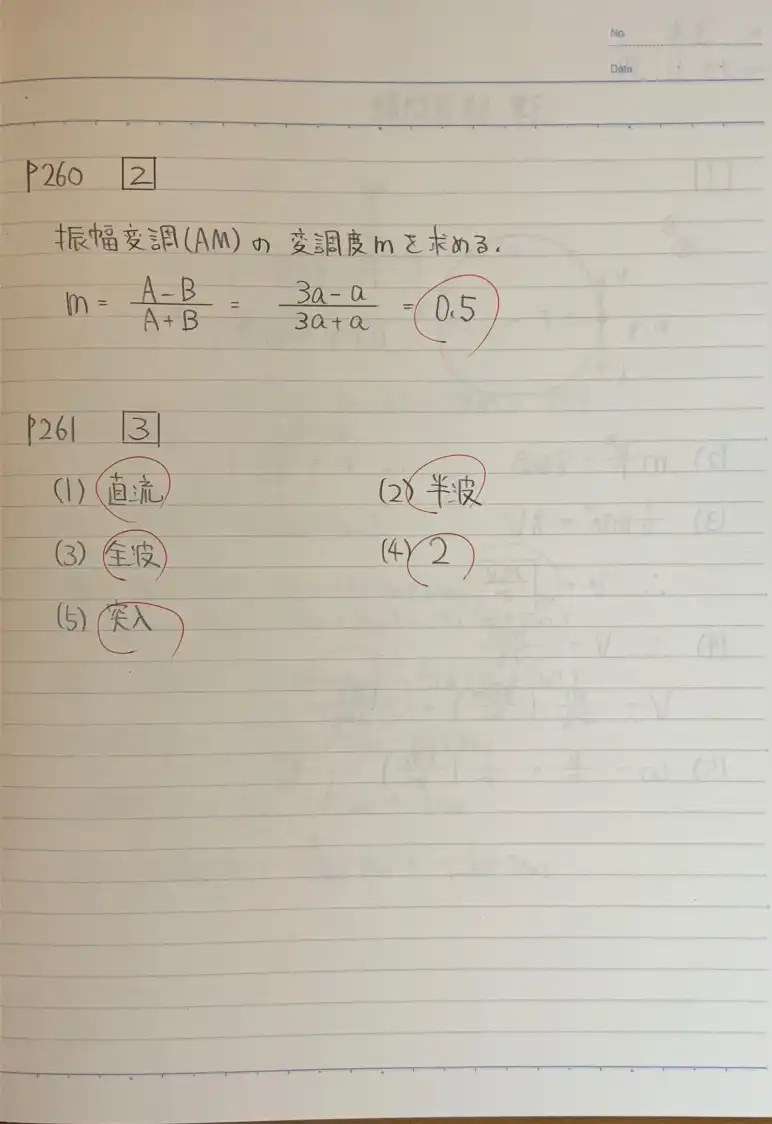 No.
Date
P260 2
振幅変調(AM)の変調度mを求める.
m = A-B/A+B = 3a-a/3a+a = 0.5
P261 3
(1) 直流 (2) 半波
(3) 全波 (4) 2
(5) 突入